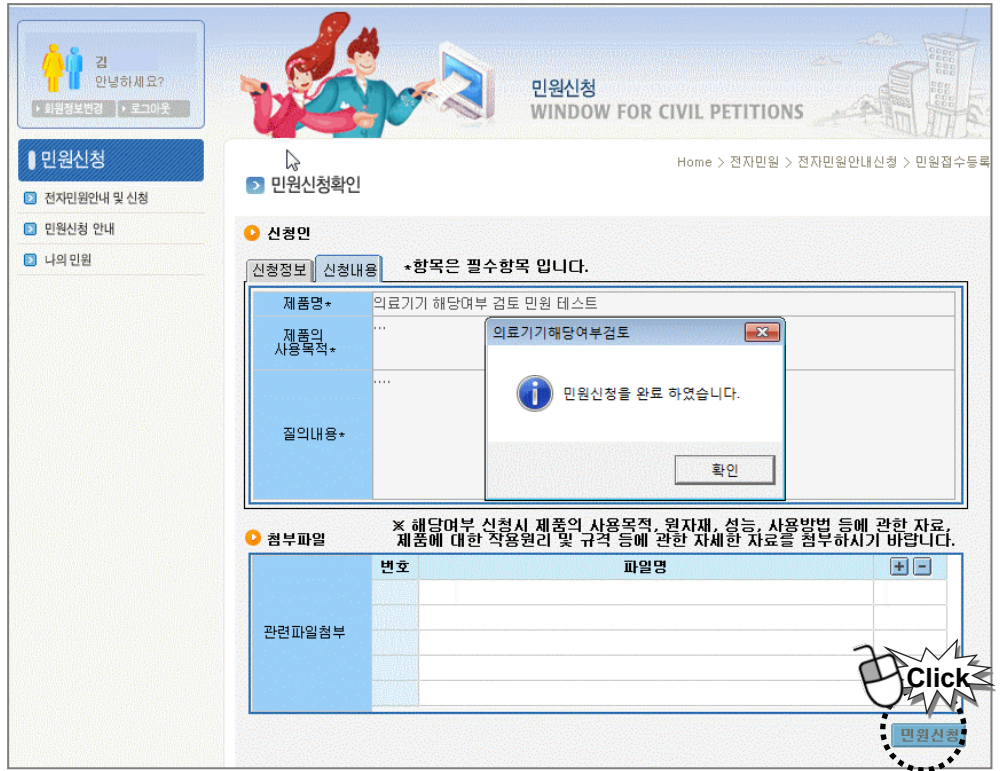 김
안녕하세요?
회원정보변경 로그아웃
민원신청
WINDOW FOR CIVIL PETITIONS
민원신청
전자민원안내 및 신청
민원신청 안내
나의 민원
Home > 전자민원 > 전자민원안내신청 > 민원접수등록
민원신청확인
신청인
신청정보 신청내용 *항목은 필수항목 입니다.
제품명* 의료기기 해당여부 검토 민원 테스트
제품의
사용목적*
...
질의내용*
....
의료기기해당여부검토
민원신청을 완료 하였습니다.
확인
첨부파일
※ 해당여부 신청시 제품의 사용목적, 원자재, 성능, 사용방법 등에 관한 자료,
제품에 대한 작용원리 및 규격 등에 관한 자세한 자료를 첨부하시기 바랍니다.
번호 파일명 + -
관련파일첨부
Click
민원신청